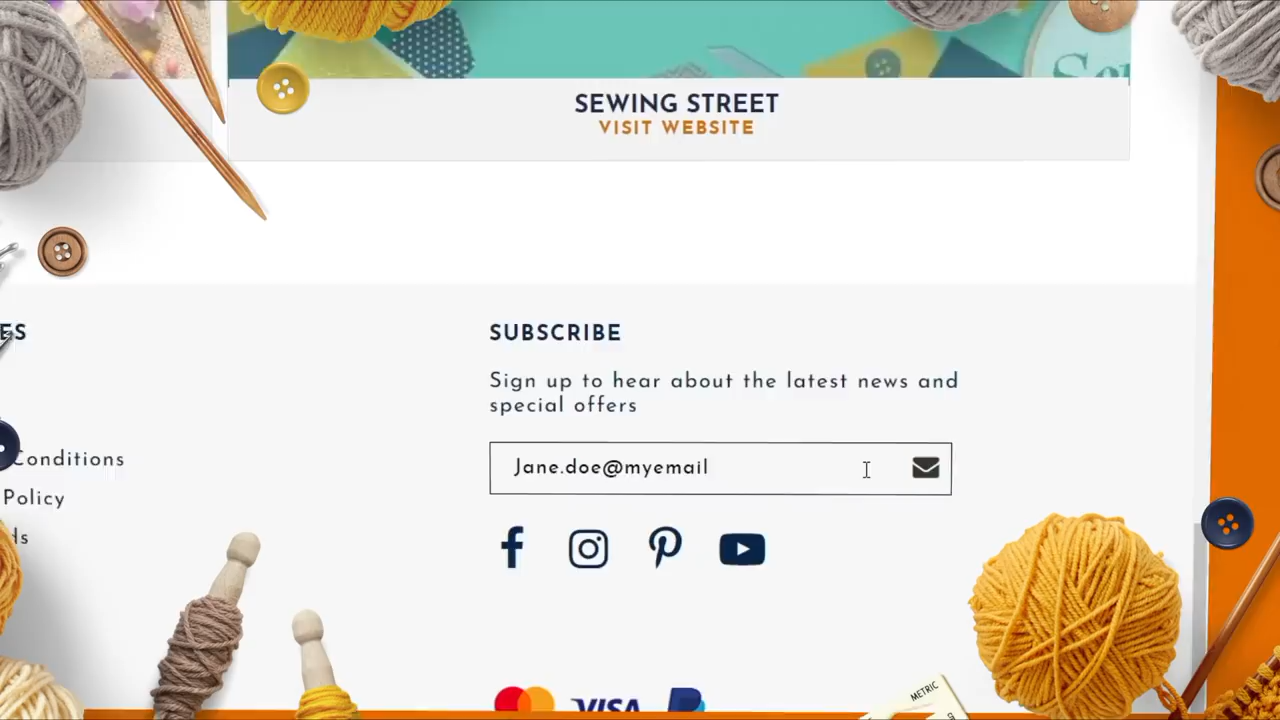 SEWING STREET
VISIT WEBSITE
SUBSCRIBE
Sign up to hear about the latest news and
special offers
Conditions
Policy
Jane.doe@myemail
VISA
METRIC